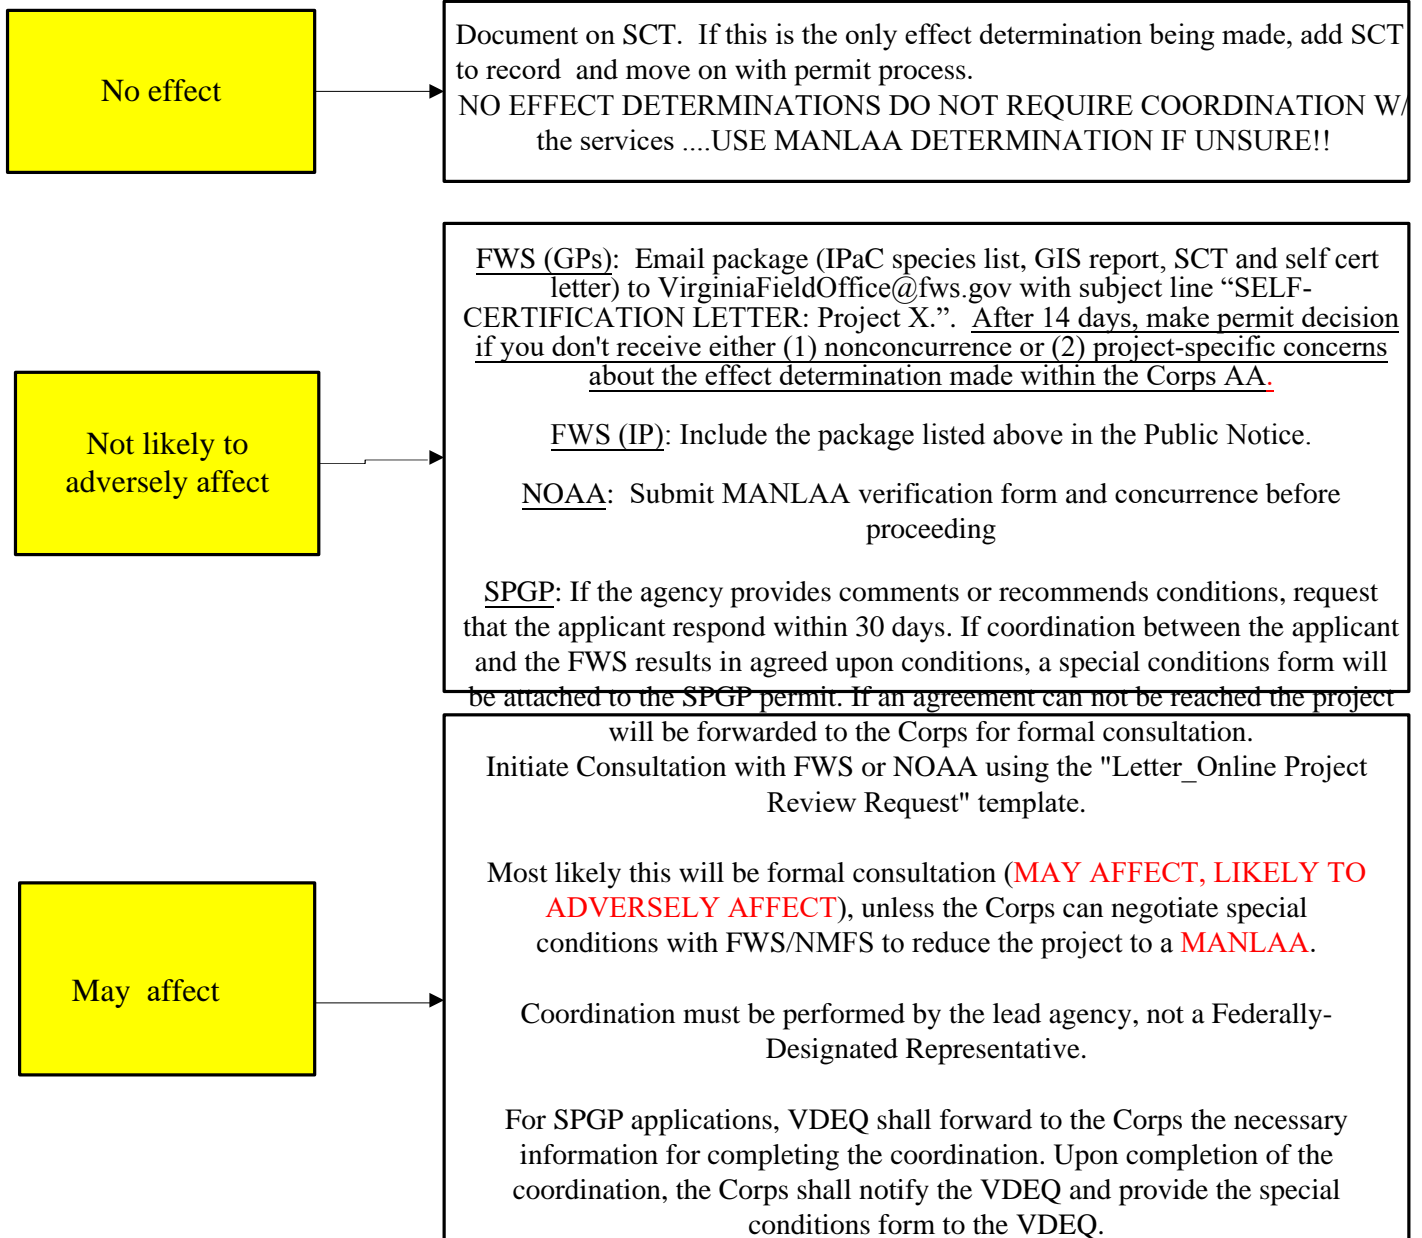 No effect
Document on SCT.  If this is the only effect determination being made, add SCT
to record  and move on with permit process.
NO EFFECT DETERMINATIONS DO NOT REQUIRE COORDINATION W/
the services ....USE MANLAA DETERMINATION IF UNSURE!!
Not likely to
adversely affect
FWS (GPs):  Email package (IPaC species list, GIS report, SCT and self cert
letter) to VirginiaFieldOffice@fws.gov with subject line “SELF-
CERTIFICATION LETTER: Project X.”.  After 14 days, make permit decision
if you don't receive either (1) nonconcurrence or (2) project-specific concerns
about the effect determination made within the Corps AA.
FWS (IP): Include the package listed above in the Public Notice.
NOAA:  Submit MANLAA verification form and concurrence before
proceeding
SPGP: If the agency provides comments or recommends conditions, request
that the applicant respond within 30 days. If coordination between the applicant
and the FWS results in agreed upon conditions, a special conditions form will
be attached to the SPGP permit. If an agreement can not be reached the project
will be forwarded to the Corps for formal consultation.
May  affect
Initiate Consultation with FWS or NOAA using the "Letter_Online Project
Review Request" template.
Most likely this will be formal consultation (MAY AFFECT, LIKELY TO
ADVERSELY AFFECT), unless the Corps can negotiate special
conditions with FWS/NMFS to reduce the project to a MANLAA.
Coordination must be performed by the lead agency, not a Federally-
Designated Representative.
For SPGP applications, VDEQ shall forward to the Corps the necessary
information for completing the coordination. Upon completion of the
coordination, the Corps shall notify the VDEQ and provide the special
conditions form to the VDEQ.